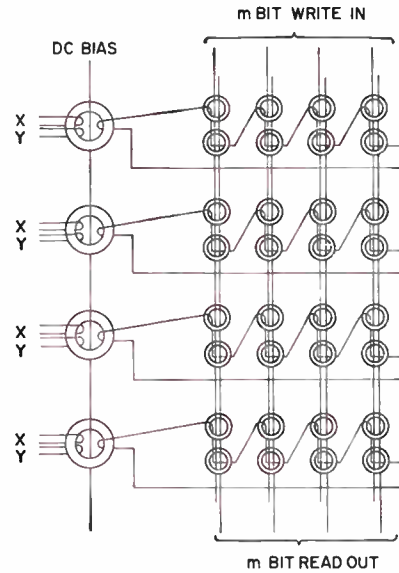 m BIT WRITE IN
DC BIAS
X
Y
X
Y
X
Y
X
Y
m BIT READ OUT